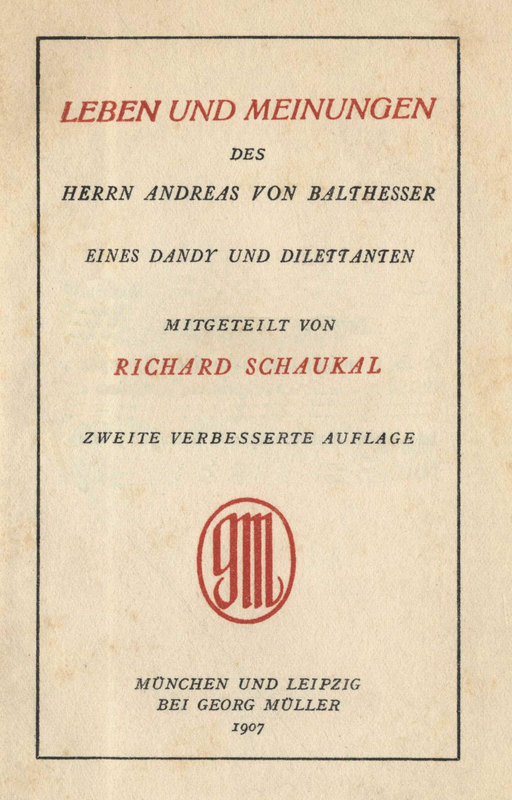 LEBEN UND MEINUNGEN
DES
HERRN ANDREAS VON BALTHESSER
EINES DANDY UND DILETTANTEN
MITGETEILT VON
RICHARD SCHAUKAL
ZWEITE VERBESSERTE AUFLAGE
GM
MÜNCHEN UND LEIPZIG
BEI GEORG MÜLLER
1907